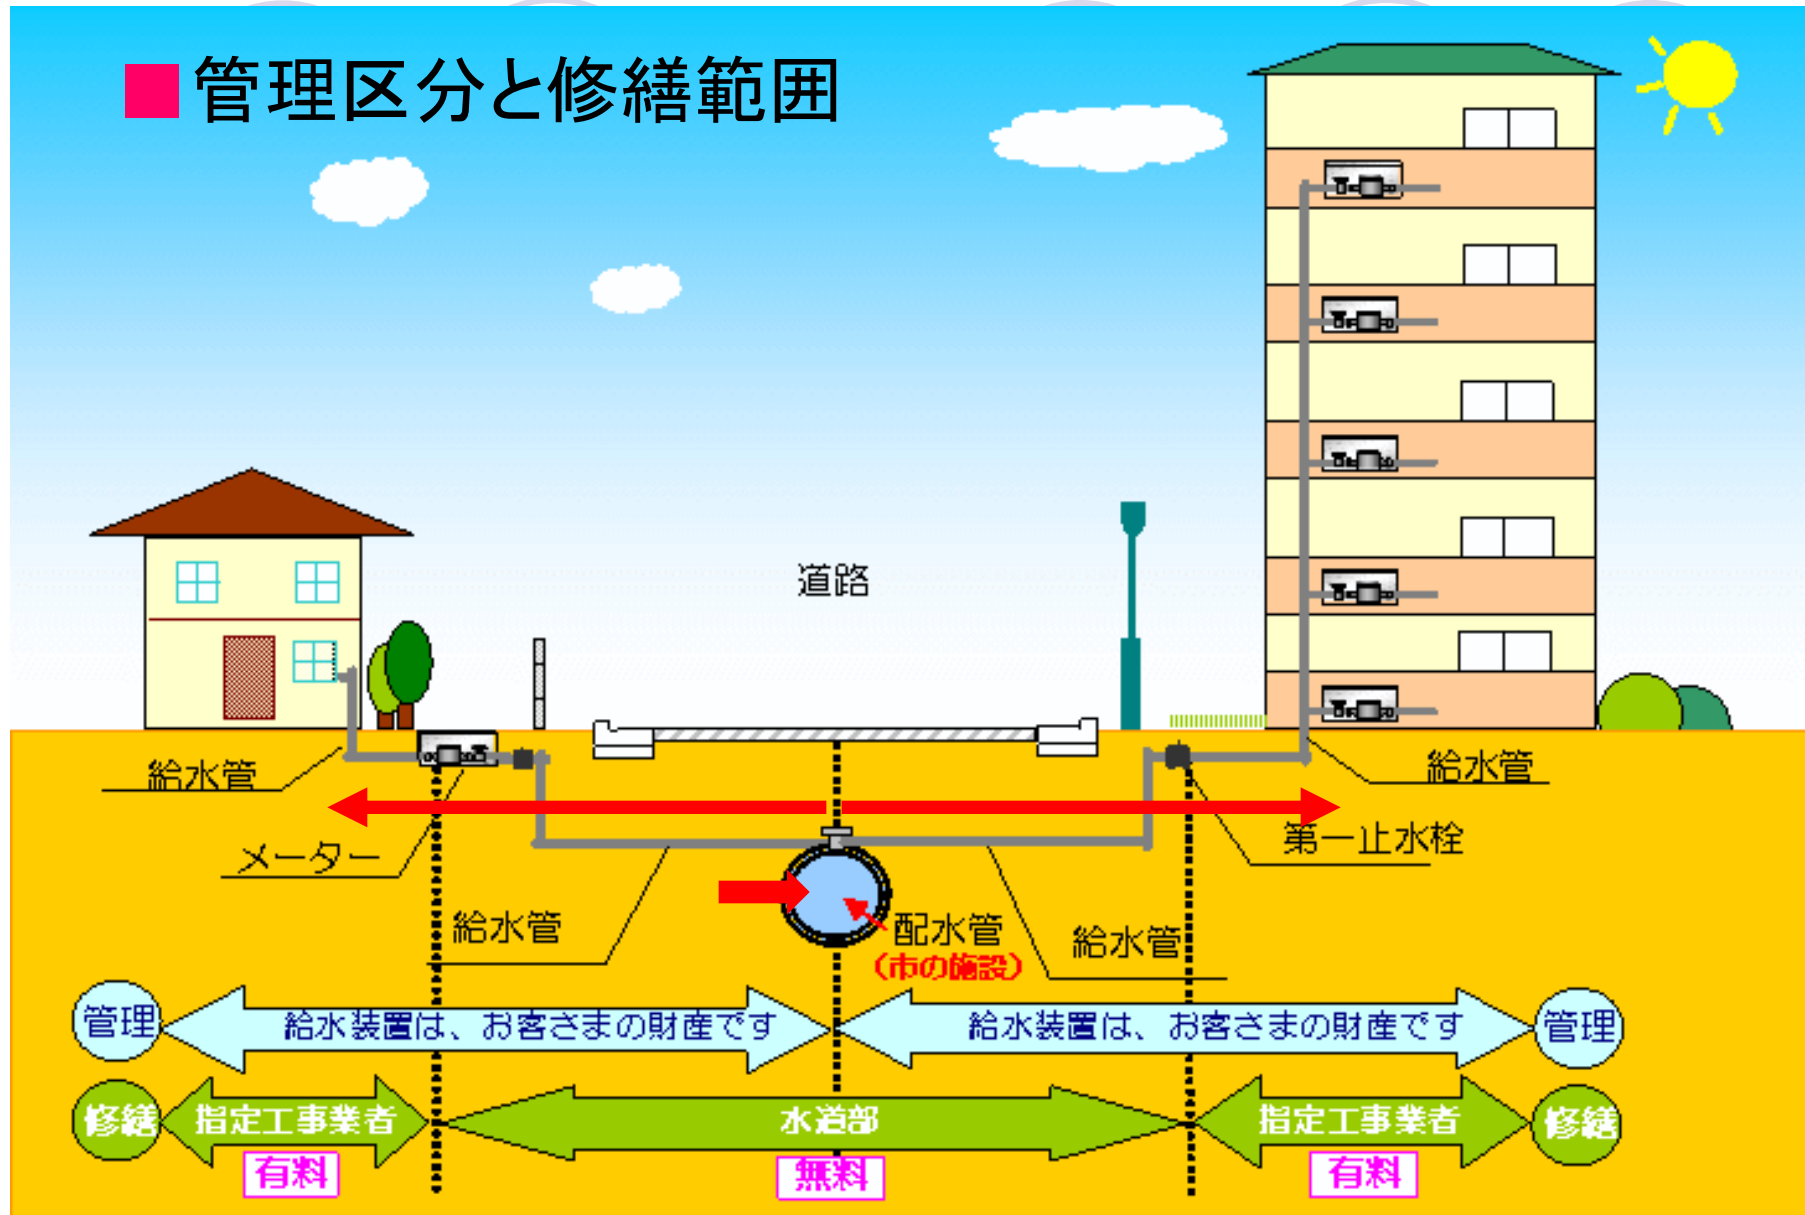 ■管理区分と修繕範囲
道路
給水管
給水管
メーター
第一止水栓
給水管
配水管
(市の施設)
給水管
管理
給水装置は、お客さまの財産です
給水装置は、お客さまの財産です
管理
修繕
指定工事業者
水道部
指定工事業者
修繕
有料
無料
有料